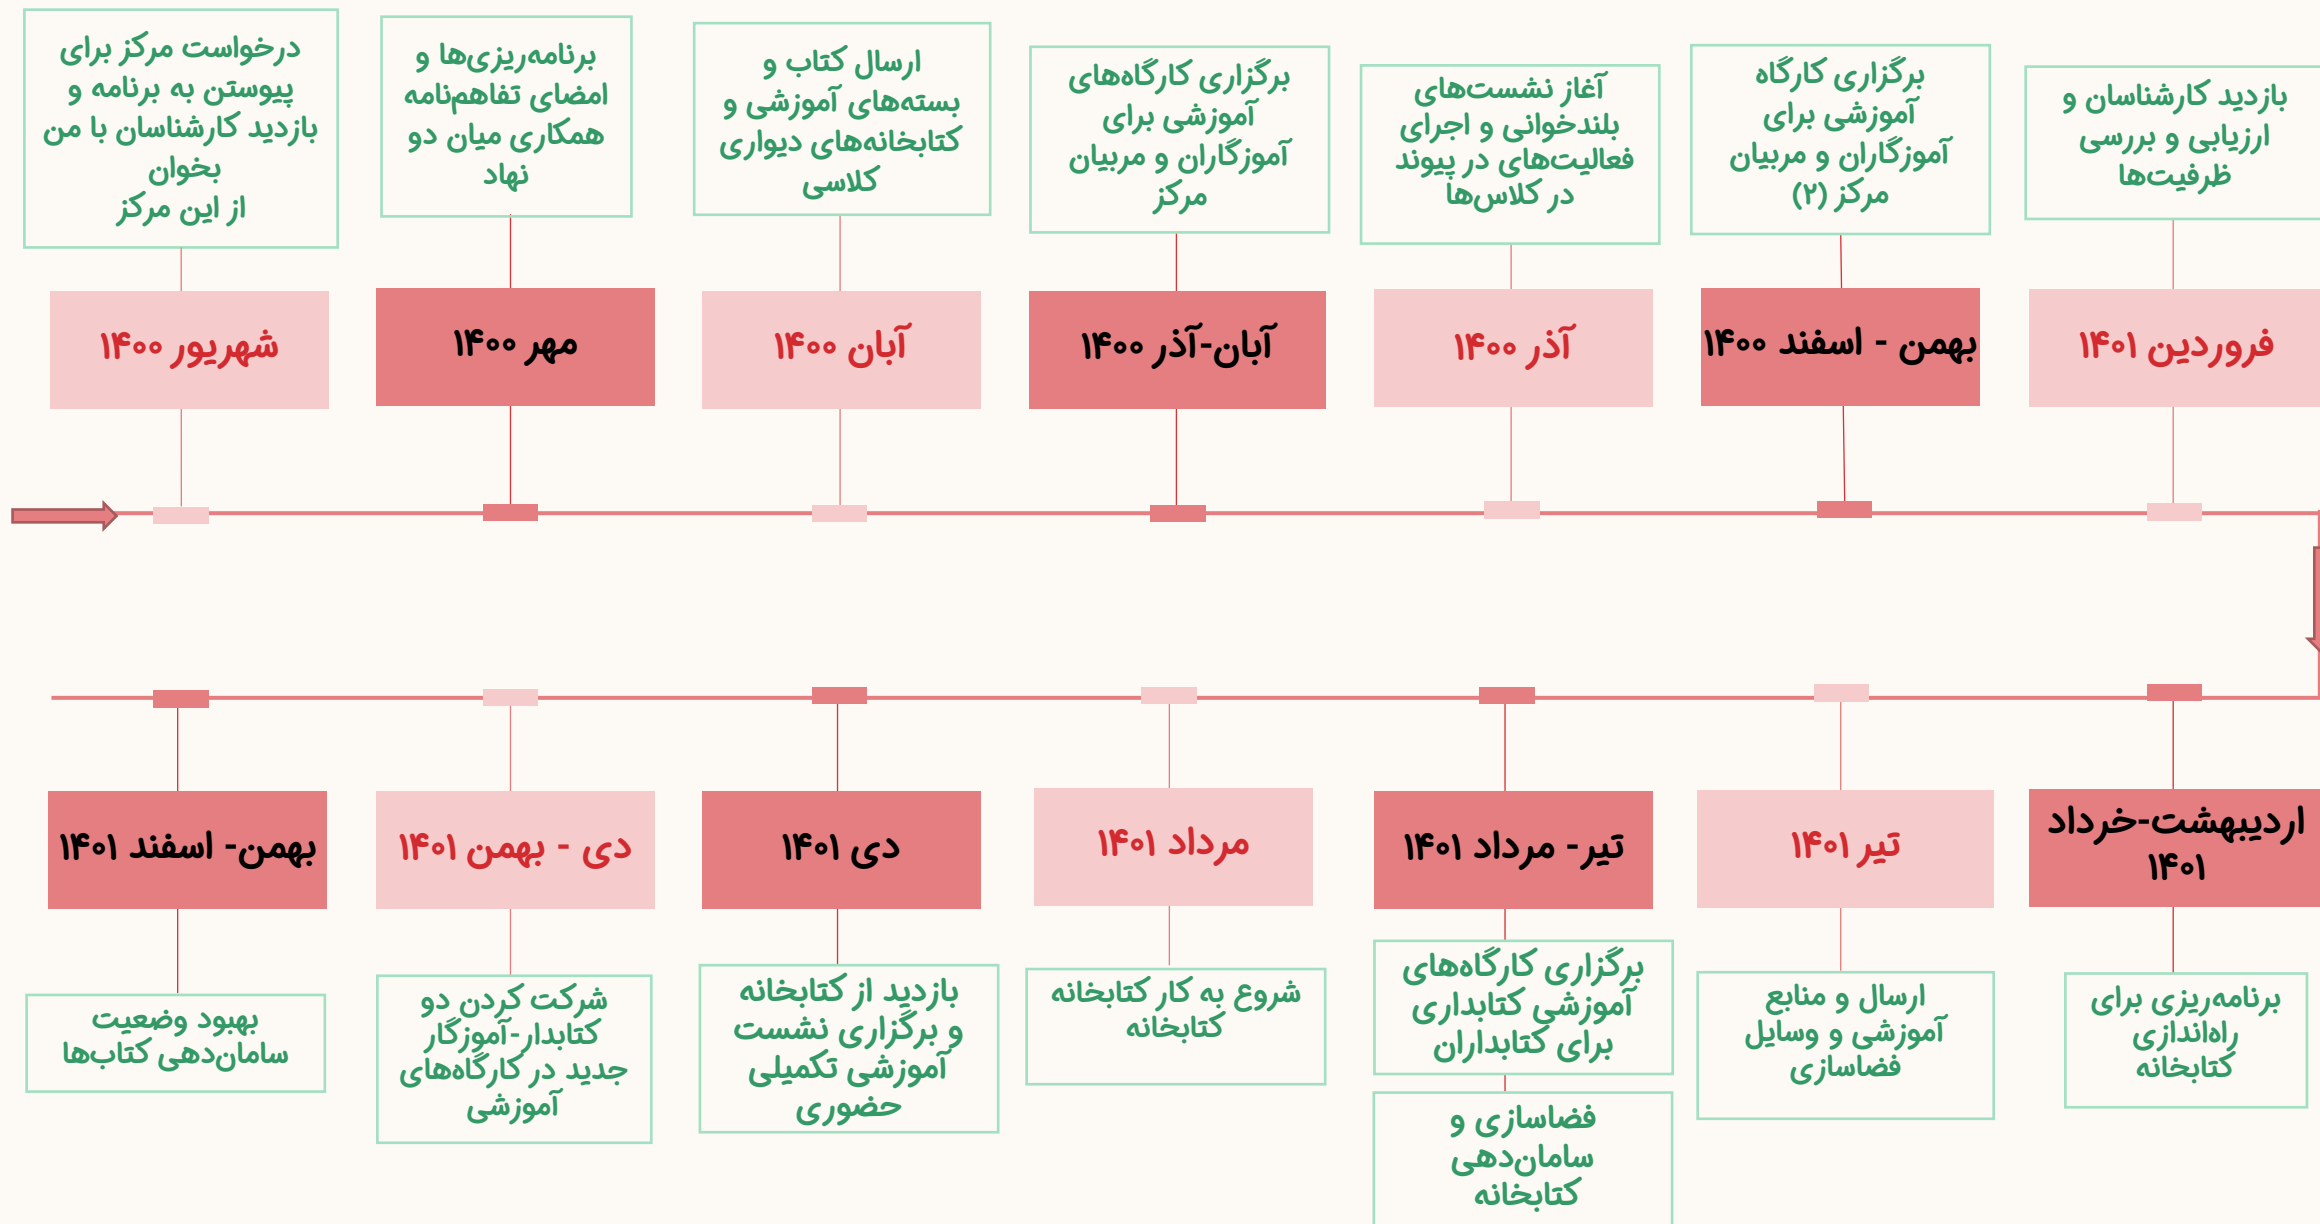 درخواست مرکز برای
پیوستن به برنامه و
بازدید کارشناسان با من
بخوان
از این مرکز
شهریور ۱۴۰۰
برنامه‌ریزی‌ها و
امضای تفاهم‌نامه
همکاری میان دو
نهاد
مهر ۱۴۰۰
ارسال کتاب و
بسته‌های آموزشی و
کتابخانه‌های دیواری
کلاسی
آبان ۱۴۰۰
برگزاری کارگاه‌های
آموزشی برای
آموزگاران و مربیان
مرکز
آبان-آذر ۱۴۰۰
آغاز نشست‌های
بلندخوانی و اجرای
فعالیت‌های در پیوند
در کلاس‌ها
آذر ۱۴۰۰
برگزاری کارگاه
آموزشی برای
آموزگاران و مربیان
مرکز (۲)
بهمن - اسفند ۱۴۰۰
بازدید کارشناسان و
ارزیابی و بررسی
ظرفیت‌ها
فروردین ۱۴۰۱
اردیبهشت-خرداد
۱۴۰۱
برنامه‌ریزی برای
راه‌اندازی
کتابخانه
تیر ۱۴۰۱
ارسال و منابع
آموزشی و وسایل
فضاسازی
تیر- مرداد ۱۴۰۱
برگزاری کارگاه‌های
آموزشی کتابداری
برای کتابداران
فضاسازی و
سامان‌دهی
کتابخانه
مرداد ۱۴۰۱
شروع به کار کتابخانه
کتابخانه
دی ۱۴۰۱
بازدید از کتابخانه
و برگزاری نشست
آموزشی تکمیلی
حضوری
دی - بهمن ۱۴۰۱
شرکت کردن دو
کتابدار-آموزگار
جدید در کارگاه‌های
آموزشی
بهمن- اسفند ۱۴۰۱
بهبود وضعیت
سامان‌دهی کتاب‌ها